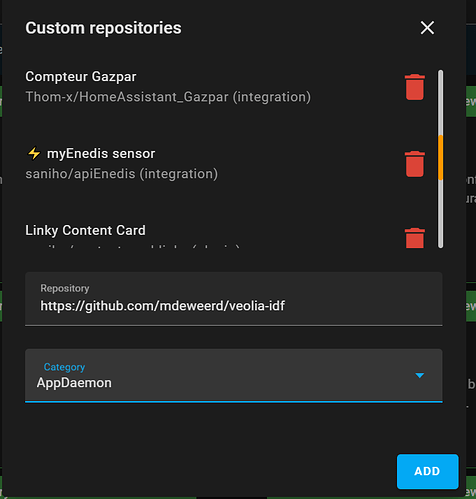 Custom repositories
Compteur Gazpar
Thom-x/HomeAssistant_Gazpar (integration)
⚡ myEnedis sensor
saniho/apiEnedis (integration)
Linky Content Card
Repository
https://github.com/mdeweerd/veolia-idf
Category
AppDaemon
ADD